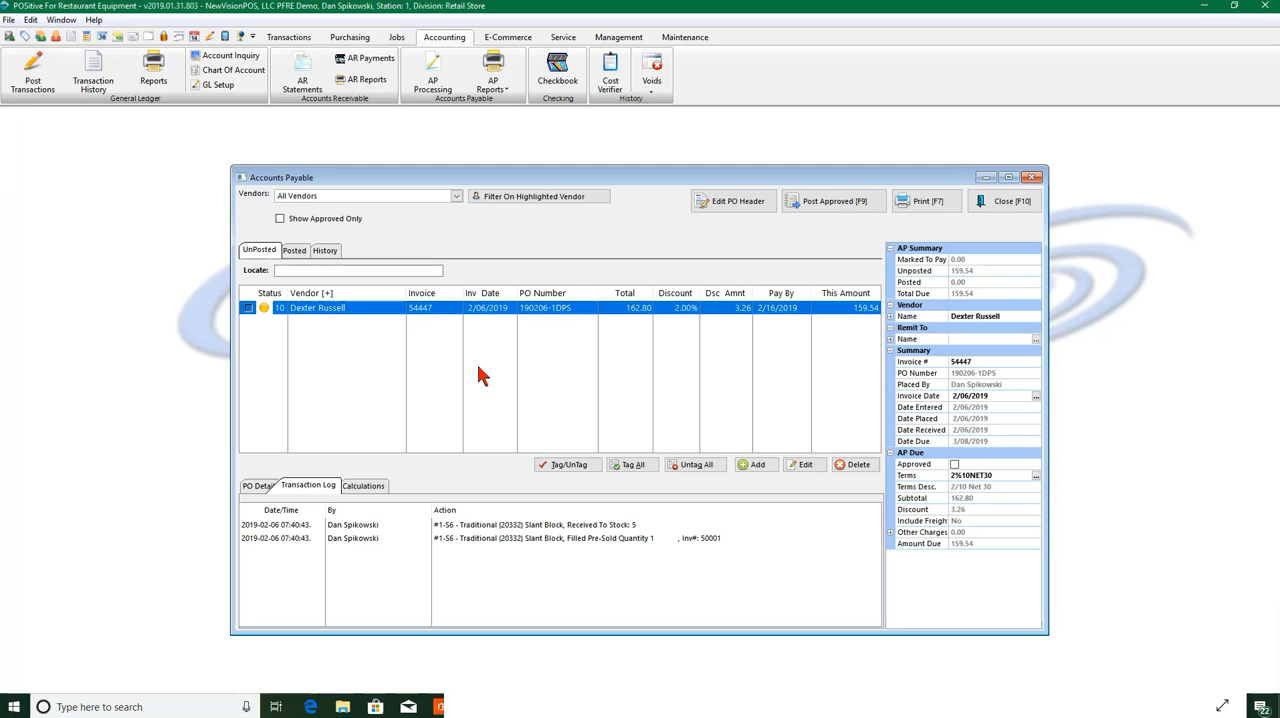 POSitive For Restaurant Equipment - v2019.01.31.803 - NewVisionPOS, LLC PFRE Demo, Dan Spikowski, Station: 1, Division: Retail Store
File Edit Window Help
Transactions Purchasing Jobs Accounting E-Commerce Service Management Maintenance
Post Transactions
Transaction History
Reports
Account Inquiry
Chart Of Account
GL Setup
AR Statements
AR Payments
AR Reports
AP Processing
AP Reports
Checkbook
Cost Verifier
Voids
General Ledger Accounts Receivable Accounts Payable Checking History
Accounts Payable
Vendors: All Vendors Filter On Highlighted Vendor Edit PO Header Post Approved [F9] Print [F7] Close [F10]
Show Approved Only
UnPosted Posted History
Locate:
Status Vendor [+] Invoice Inv Date PO Number Total Discount Dsc Amnt Pay By This Amount
10 Dexter Russell 54447 2/06/2019 190206-1DPS 162.80 2.00% 3.26 2/16/2019 159.54
Tag/UnTag Tag All Untag All Add Edit Delete
PO Detai Transaction Log Calculations
Date/Time By Action
2019-02-06 07:40:43. Dan Spikowski #1-S6 - Traditional (20332) Slant Block, Received To Stock: 5
2019-02-06 07:40:43. Dan Spikowski #1-S6 - Traditional (20332) Slant Block, Filled Pre-Sold Quantity 1 , Inv#: 50001
AP Summary
Marked To Pay 0.00
Unposted 159.54
Posted 0.00
Total Due 159.54
Vendor
Name Dexter Russell
Remit To
Name
Summary
Invoice # 54447
PO Number 190206-1DPS
Placed By Dan Spikowski
Invoice Date 2/06/2019
Date Entered 2/06/2019
Date Placed 2/06/2019
Date Received 2/06/2019
Date Due 3/08/2019
AP Due
Approved
Terms 2%10NET30
Terms Desc. 2/10 Net 30
Subtotal 162.80
Discount 3.26
Include Freigh No
Other Charges 0.00
Amount Due 159.54
Type here to search
22